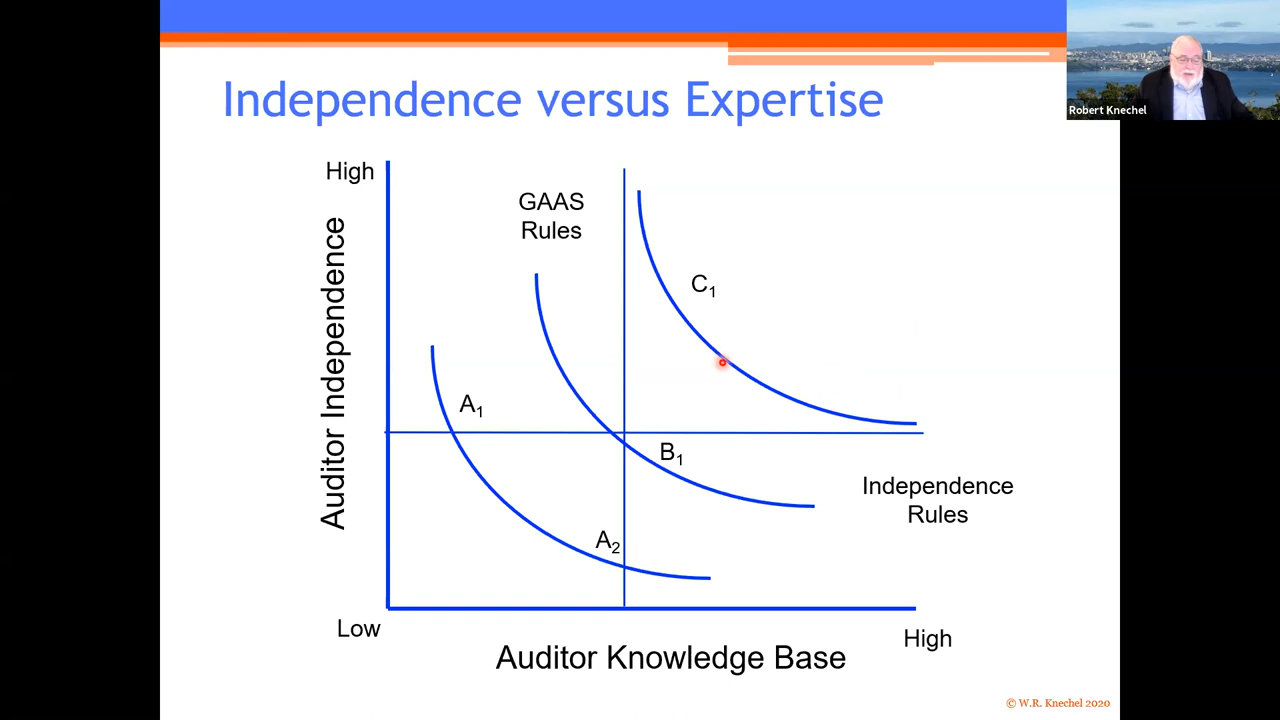 Independence versus Expertise
Robert Knechel
High
GAAS
Rules
C1
Auditor Independence
A1
B1
Independence
Rules
A2
Low
High
Auditor Knowledge Base
© W.R. Knechel 2020